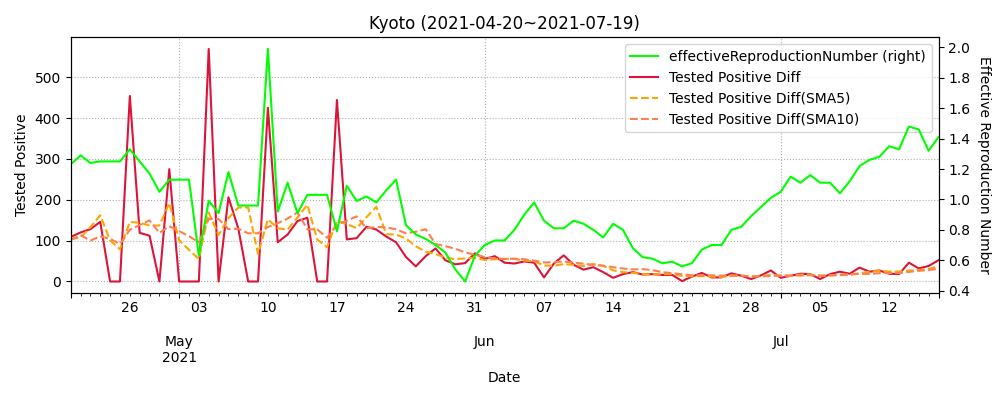 Kyoto (2021-04-20~2021-07-19)
effectiveReproductionNumber (right)
Tested Positive Diff
Tested Positive Diff(SMA5)
Tested Positive Diff(SMA10)
Tested Positive
500
400
300
200
100
0
2.0
1.8
1.6
1.4
1.2
1.0
0.8
0.6
0.4
Effective Reproduction Number
26 03 10 17 24 31 07 14 21 28 05 12
May Jun Jul
2021
Date